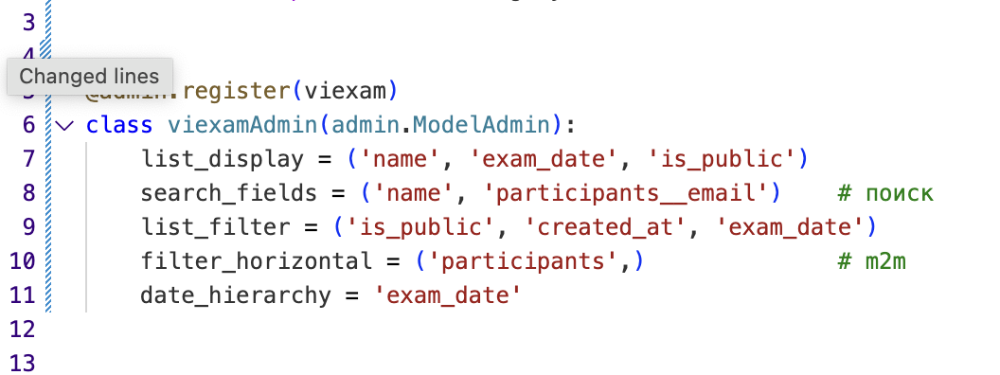 3
4
Changed lines
5 @admin.register(viexam)
6 class viexamAdmin(admin.ModelAdmin):
7 list_display = ('name', 'exam_date', 'is_public')
8 search_fields = ('name', 'participants__email') # поиск
9 list_filter = ('is_public', 'created_at', 'exam_date')
10 filter_horizontal = ('participants',) # m2m
11 date_hierarchy = 'exam_date'
12
13